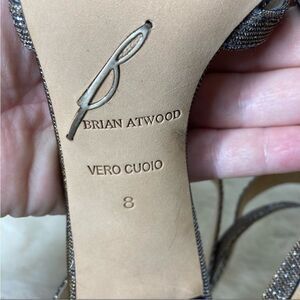 B
BRIAN ATWOOD
VERO CUOIO
8